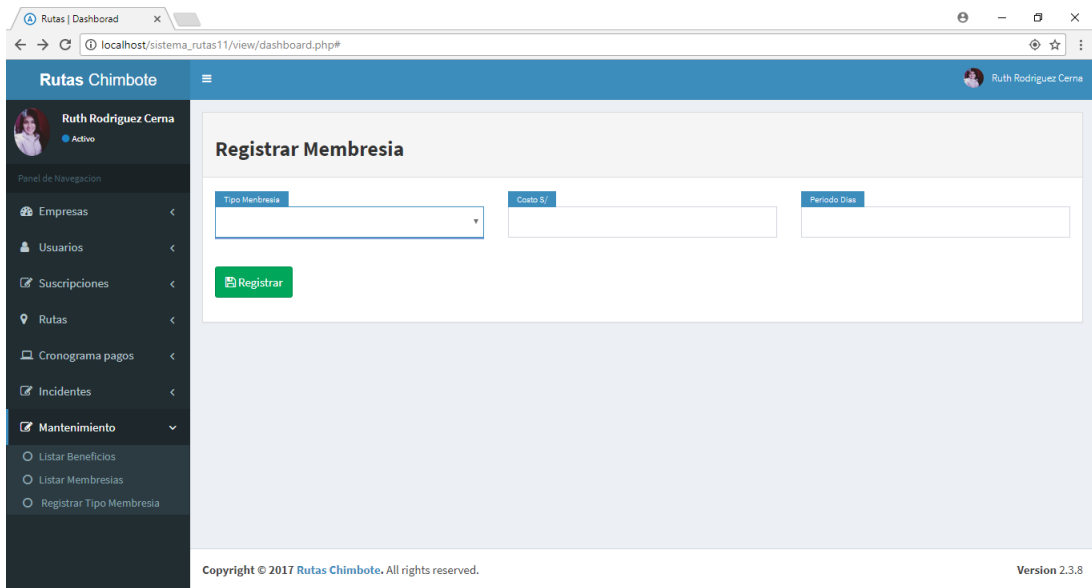 Rutas | Dashborad
localhost/sistema_rutas11/view/dashboard.php#
Rutas Chimbote
Ruth Rodriguez Cerna
Ruth Rodriguez Cerna
Activo
Panel de Navegacion
Empresas
Usuarios
Suscripciones
Rutas
Cronograma pagos
Incidentes
Mantenimiento
Listar Beneficios
Listar Membresias
Registrar Tipo Membresia
Registrar Membresia
Tipo Menbresia
Costo S/
Periodo Dias
Registrar
Copyright © 2017 Rutas Chimbote. All rights reserved.
Version 2.3.8